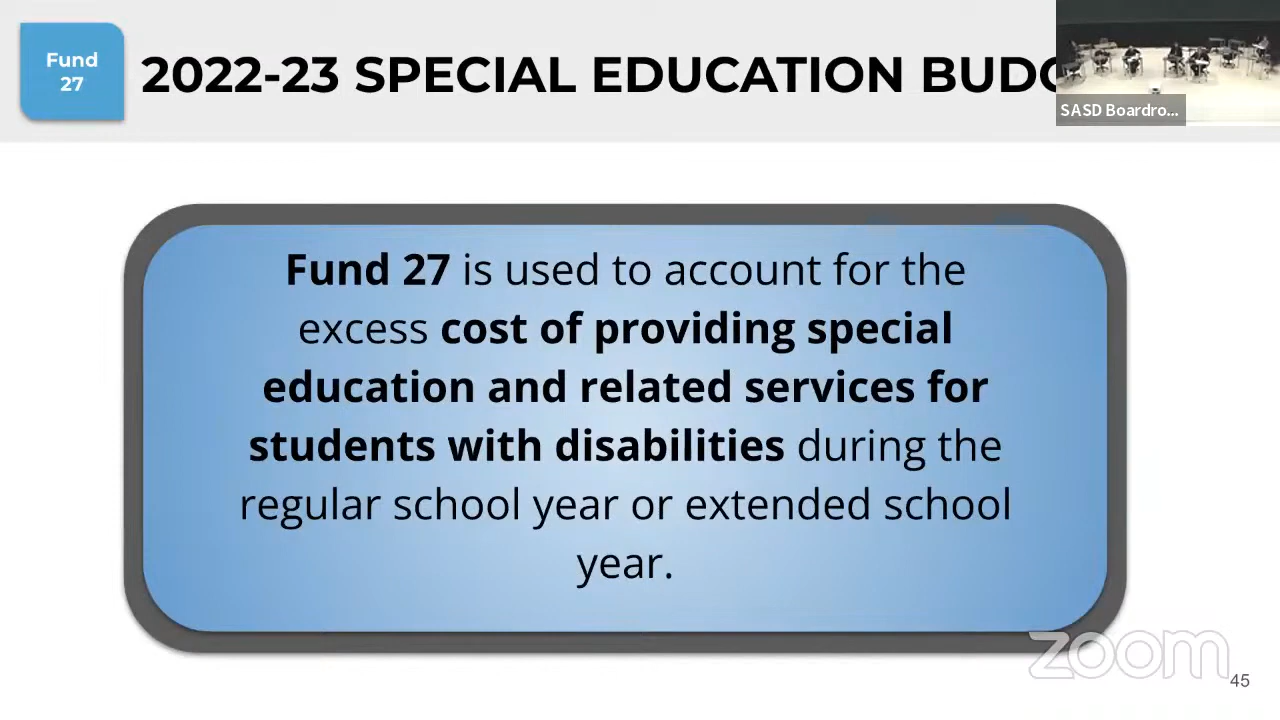 Fund
27
2022-23 SPECIAL EDUCATION
SASD Boardro...
Fund 27 is used to account for the
excess cost of providing special
education and related services for
students with disabilities during the
regular school year or extended school
year.
zoom
45